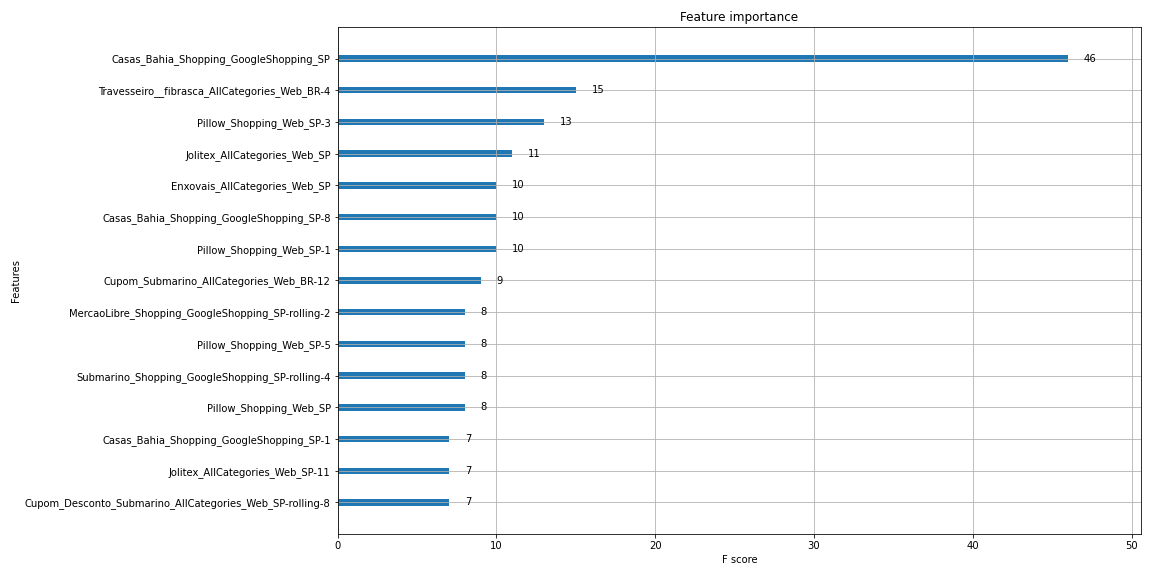 Feature importance
Casas_Bahia_Shopping_GoogleShopping_SP 46
Travesseiro__fibrasca_AllCategories_Web_BR-4 15
Pillow_Shopping_Web_SP-3 13
Jolitex_AllCategories_Web_SP 11
Enxovais_AllCategories_Web_SP 10
Casas_Bahia_Shopping_GoogleShopping_SP-8 10
Pillow_Shopping_Web_SP-1 10
Cupom_Submarino_AllCategories_Web_BR-12 9
MercaoLibre_Shopping_GoogleShopping_SP-rolling-2 8
Pillow_Shopping_Web_SP-5 8
Submarino_Shopping_GoogleShopping_SP-rolling-4 8
Pillow_Shopping_Web_SP 8
Casas_Bahia_Shopping_GoogleShopping_SP-1 7
Jolitex_AllCategories_Web_SP-11 7
Cupom_Desconto_Submarino_AllCategories_Web_SP-rolling-8 7
Features
0 10 20 30 40 50
F score